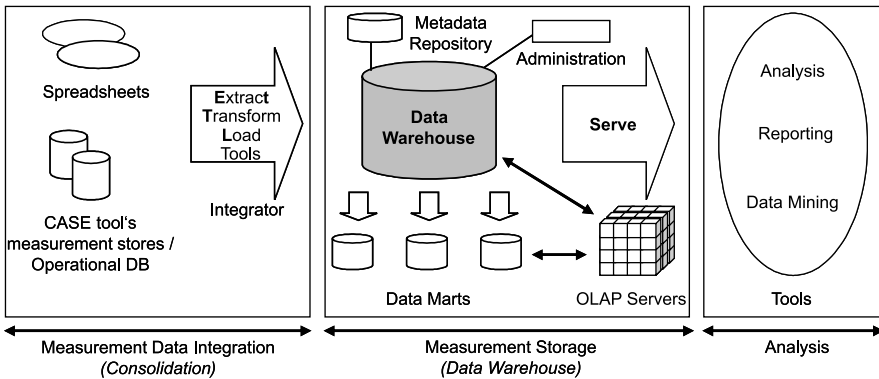 Spreadsheets
CASE tool‘s
measurement stores /
Operational DB
Extract
Transform
Load
Tools
Integrator
Metadata
Repository
Administration
Data
Warehouse
Serve
Data Marts
OLAP Servers
Analysis
Reporting
Data Mining
Tools
Measurement Data Integration
(Consolidation)
Measurement Storage
(Data Warehouse)
Analysis